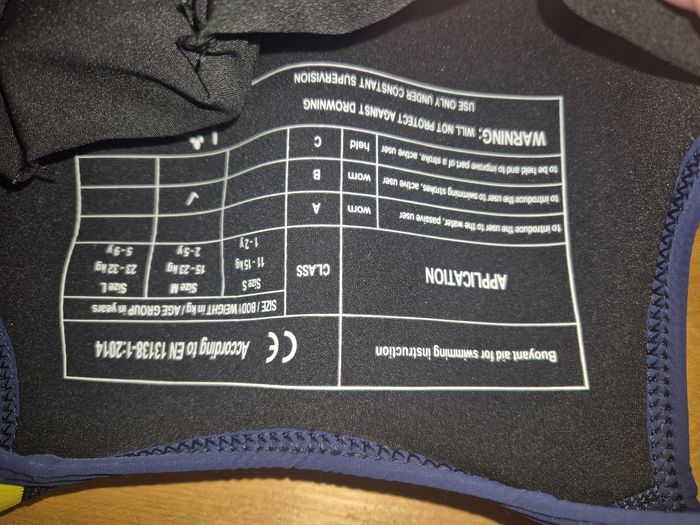 Buoyant aid for swimming instruction
CE According to EN 13138-1:2014
APPLICATION
CLASS
SIZE / BODY WEIGHT in kg / AGE GROUP in years
Size S
11 - 15 kg
1 - 2 y
Size M
15 - 23 kg
2 - 5 y
Size L
23 - 32 kg
5 - 9 y
to introduce the user to the water, passive user
worn
A
to introduce the user to swimming strokes, active user
worn
B
✓
to be held and to improve and to part of a stroke, active user
held
C
WARNING: WILL NOT PROTECT AGAINST DROWNING
USE ONLY UNDER CONSTANT SUPERVISION